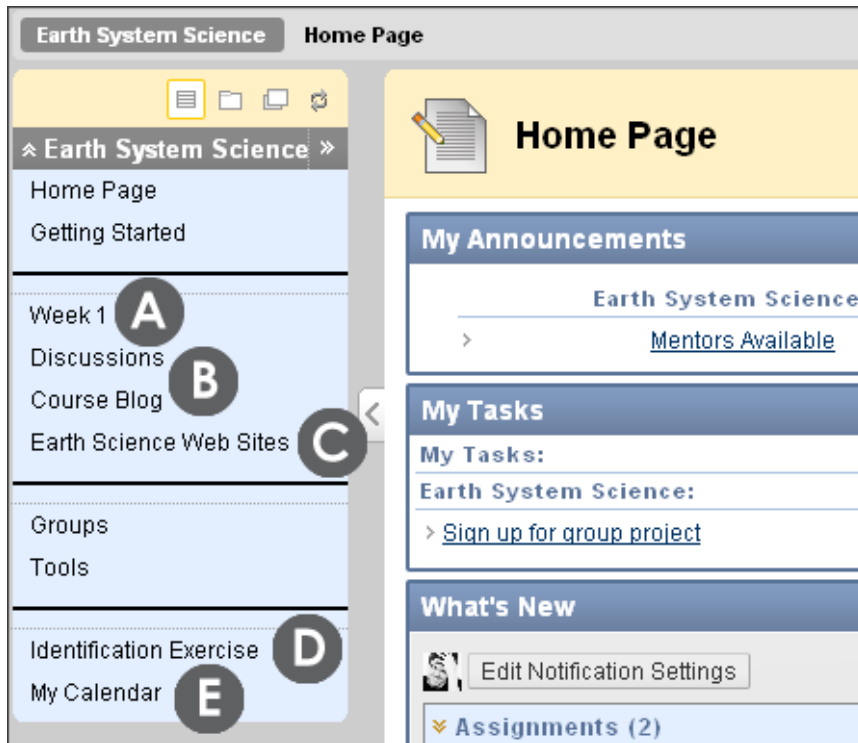 Earth System Science Home Page
Earth System Science
Home Page
Getting Started
Week 1 A
Discussions
B
Course Blog
Earth Science Web Sites C
Groups
Tools
Identification Exercise D
My Calendar E
Home Page
My Announcements
Earth System Science
Mentors Available
My Tasks
My Tasks:
Earth System Science:
Sign up for group project
What's New
Edit Notification Settings
Assignments (2)